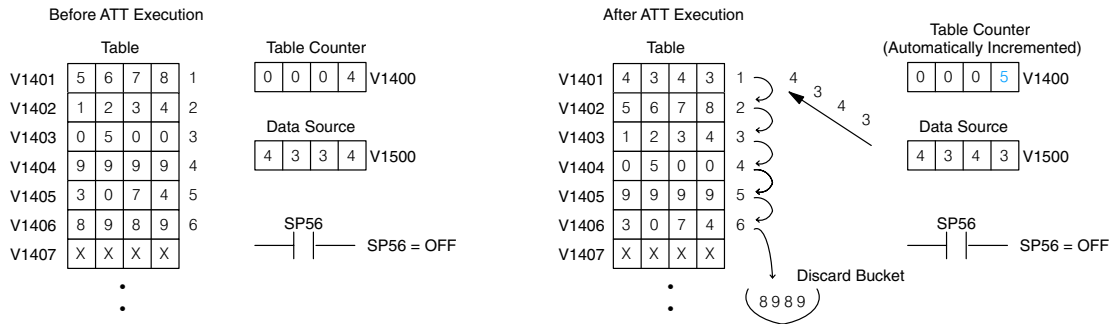 Before ATT Execution
Table
V1401 5 6 7 8 1
V1402 1 2 3 4 2
V1403 0 5 0 0 3
V1404 9 9 9 9 4
V1405 3 0 7 4 5
V1406 8 9 8 9 6
V1407 X X X X
Table Counter
0 0 0 4 V1400
Data Source
4 3 3 4 V1500
SP56
SP56 = OFF
After ATT Execution
Table
V1401 4 3 4 3 1
V1402 5 6 7 8 2
V1403 1 2 3 4 3
V1404 0 5 0 0 4
V1405 9 9 9 9 5
V1406 3 0 7 4 6
V1407 X X X X
4 3 4 3
Table Counter
(Automatically Incremented)
0 0 0 5 V1400
Data Source
4 3 4 3 V1500
SP56
SP56 = OFF
Discard Bucket
8 9 8 9